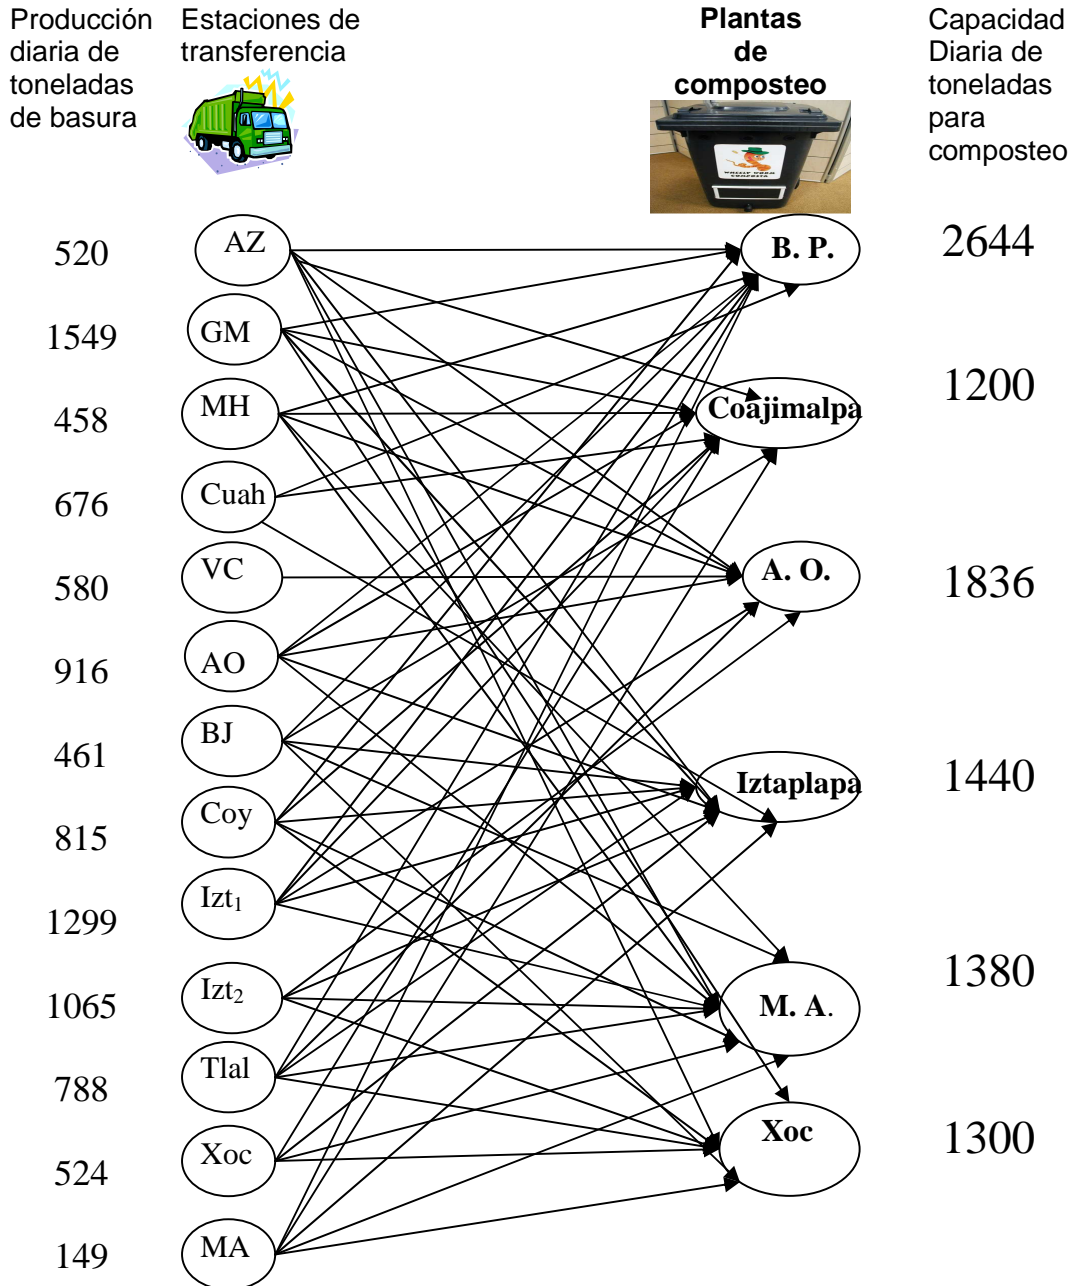 Producción
diaria de
toneladas
de basura
Estaciones de
transferencia
Plantas
de
composteo
Capacidad
Diaria de
toneladas
para
composteo
520
AZ
B. P.
2644
1549
GM
458
MH
Coajimalpa
1200
676
Cuah
580
VC
A. O.
1836
916
AO
461
BJ
Iztaplapa
1440
815
Coy
1299
Izt1
1065
Izt2
M. A.
1380
788
Tlal
Xoc
1300
524
Xoc
149
MA